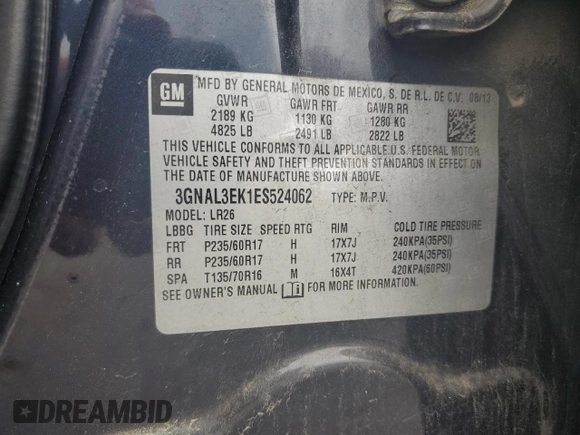 GM
MFD BY GENERAL MOTORS DE MEXICO, S. DE R.L. DE C.V. 08/13
GVWR GAWR FRT GAWR RR
2189 KG 1130 KG 1280 KG
4825 LB 2491 LB 2822 LB
THIS VEHICLE CONFORMS TO ALL APPLICABLE U.S. FEDERAL MOTOR
VEHICLE SAFETY AND THEFT PREVENTION STANDARDS IN EFFECT ON
THE DATE OF MANUFACTURE SHOWN ABOVE.
3GNAL3EK1ES524062 TYPE: M.P.V.
MODEL: LR26
LBBG TIRE SIZE SPEED RTG RIM COLD TIRE PRESSURE
FRT P235/60R17 H 17X7J 240KPA(35PSI)
RR P235/60R17 H 17X7J 240KPA(35PSI)
SPA T135/70R16 M 16X4T 420KPA(60PSI)
SEE OWNER'S MANUAL FOR MORE INFORMATION.
DREAMBID